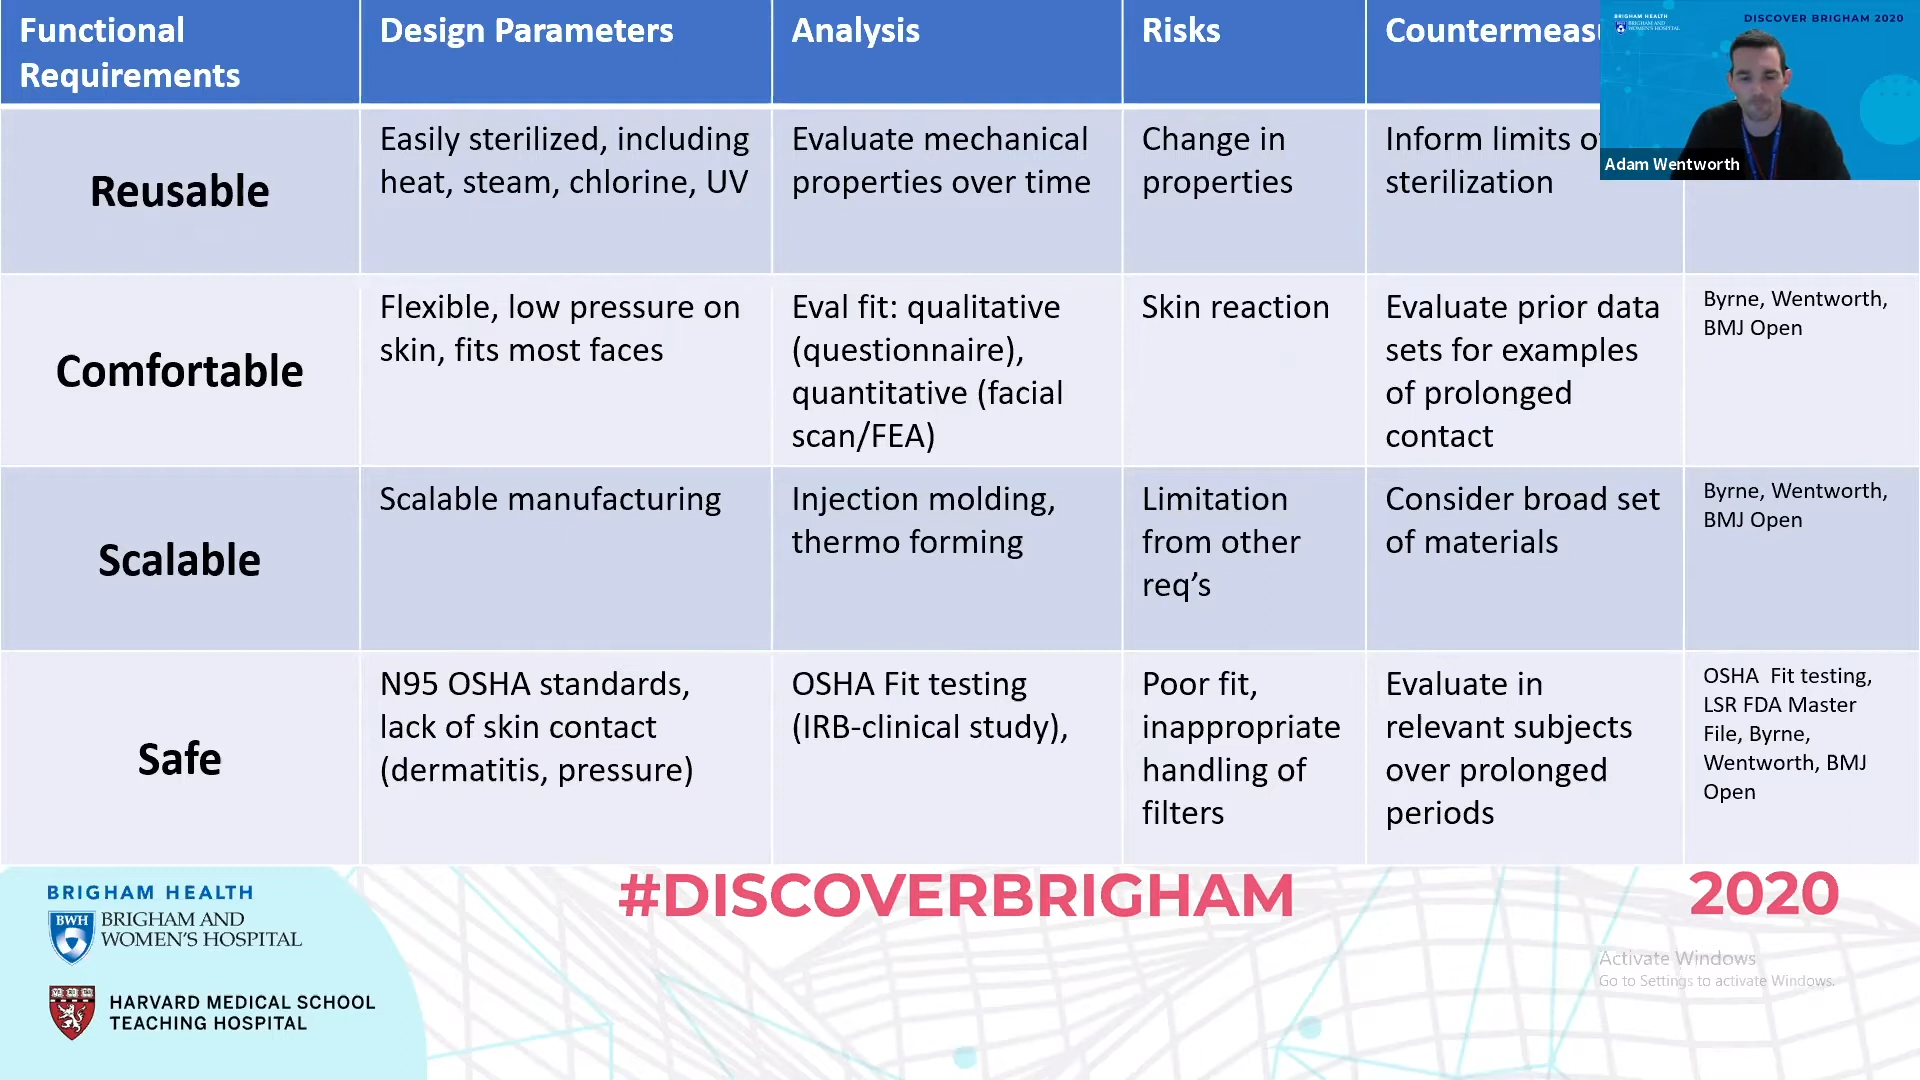 Functional
Requirements
Design Parameters
Analysis
Risks
Reusable
Easily sterilized, including
heat, steam, chlorine, UV
Evaluate mechanical
properties over time
Change in
properties
Inform limits
sterilization
Comfortable
Flexible, low pressure on
skin, fits most faces
Eval fit: qualitative
(questionnaire),
quantitative (facial
scan/FEA)
Skin reaction
Evaluate prior data
sets for examples
of prolonged
contact
Byrne, Wentworth,
BMJ Open
Scalable
Scalable manufacturing
Injection molding,
thermo forming
Limitation
from other
req’s
Consider broad set
of materials
Byrne, Wentworth,
BMJ Open
Safe
N95 OSHA standards,
lack of skin contact
(dermatitis, pressure)
OSHA Fit testing
(IRB-clinical study),
Poor fit,
inappropriate
handling of
filters
Evaluate in
relevant subjects
over prolonged
periods
OSHA Fit testing,
LSR FDA Master
File, Byrne,
Wentworth, BMJ
Open
BRIGHAM HEALTH
BRIGHAM AND
WOMEN'S HOSPITAL
DISCOVER BRIGHAM 2020
Adam Wentworth
BRIGHAM HEALTH
BWH
BRIGHAM AND
WOMEN'S HOSPITAL
HARVARD MEDICAL SCHOOL
TEACHING HOSPITAL
#DISCOVERBRIGHAM
2020
Activate Windows
Go to Settings to activate Windows.